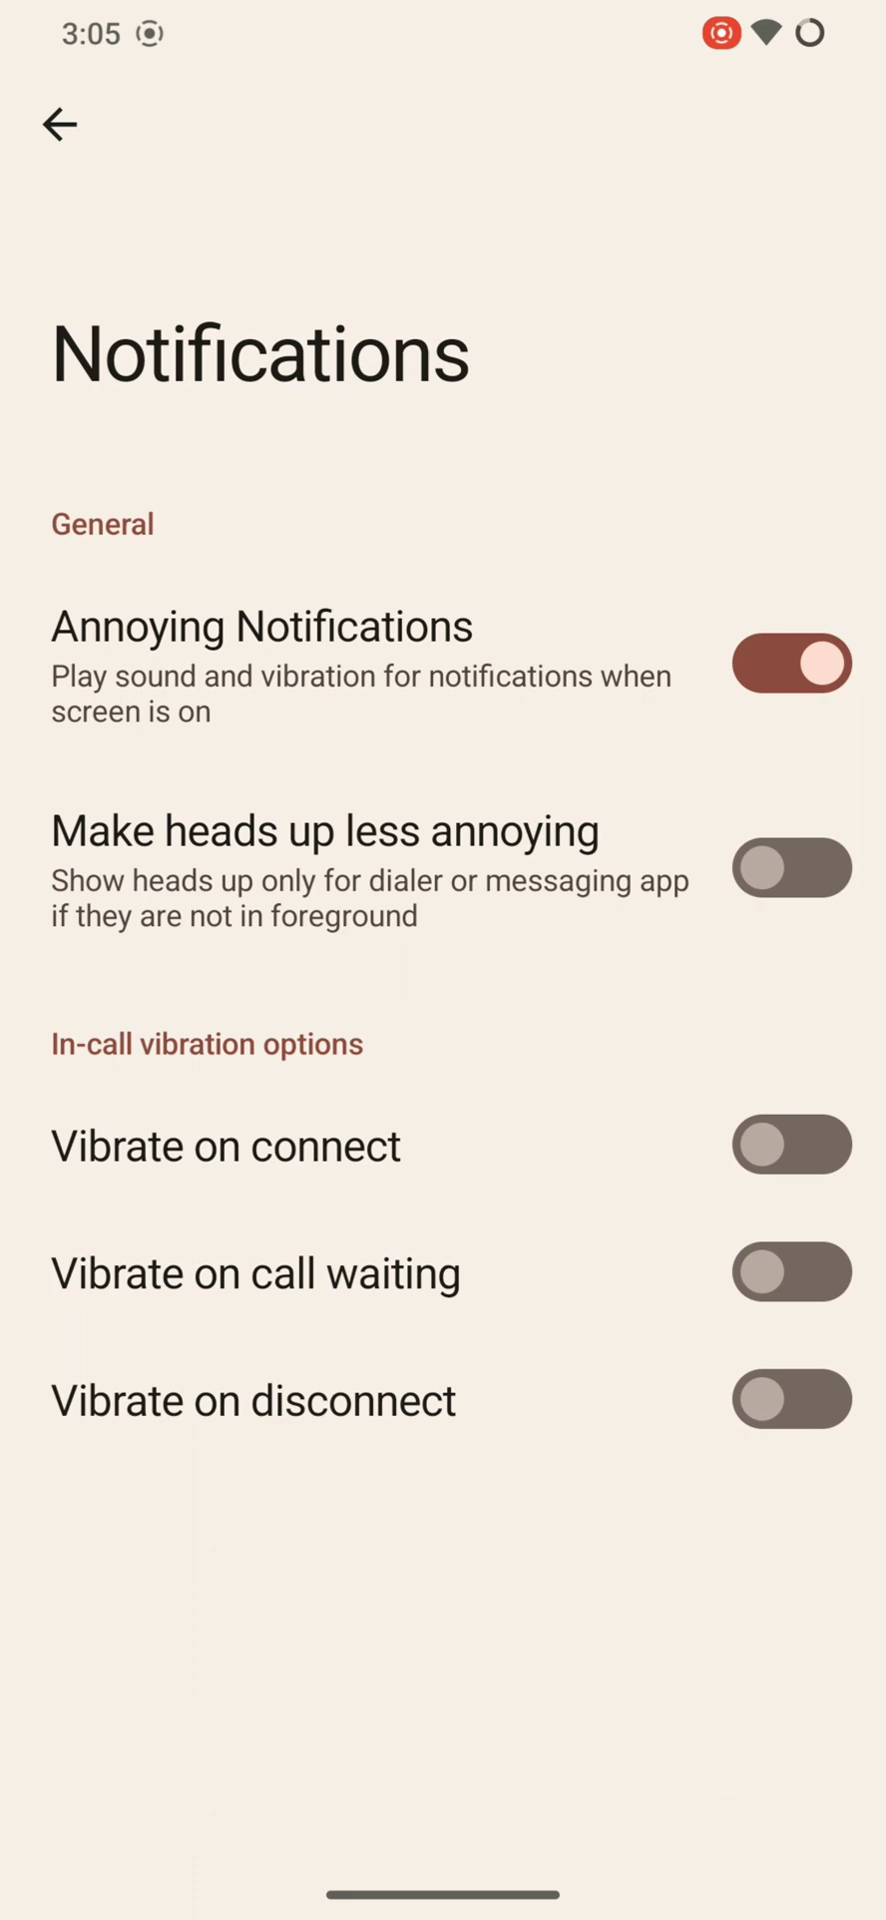 3:05
Notifications
General
Annoying Notifications
Play sound and vibration for notifications when
screen is on
Make heads up less annoying
Show heads up only for dialer or messaging app
if they are not in foreground
In-call vibration options
Vibrate on connect
Vibrate on call waiting
Vibrate on disconnect